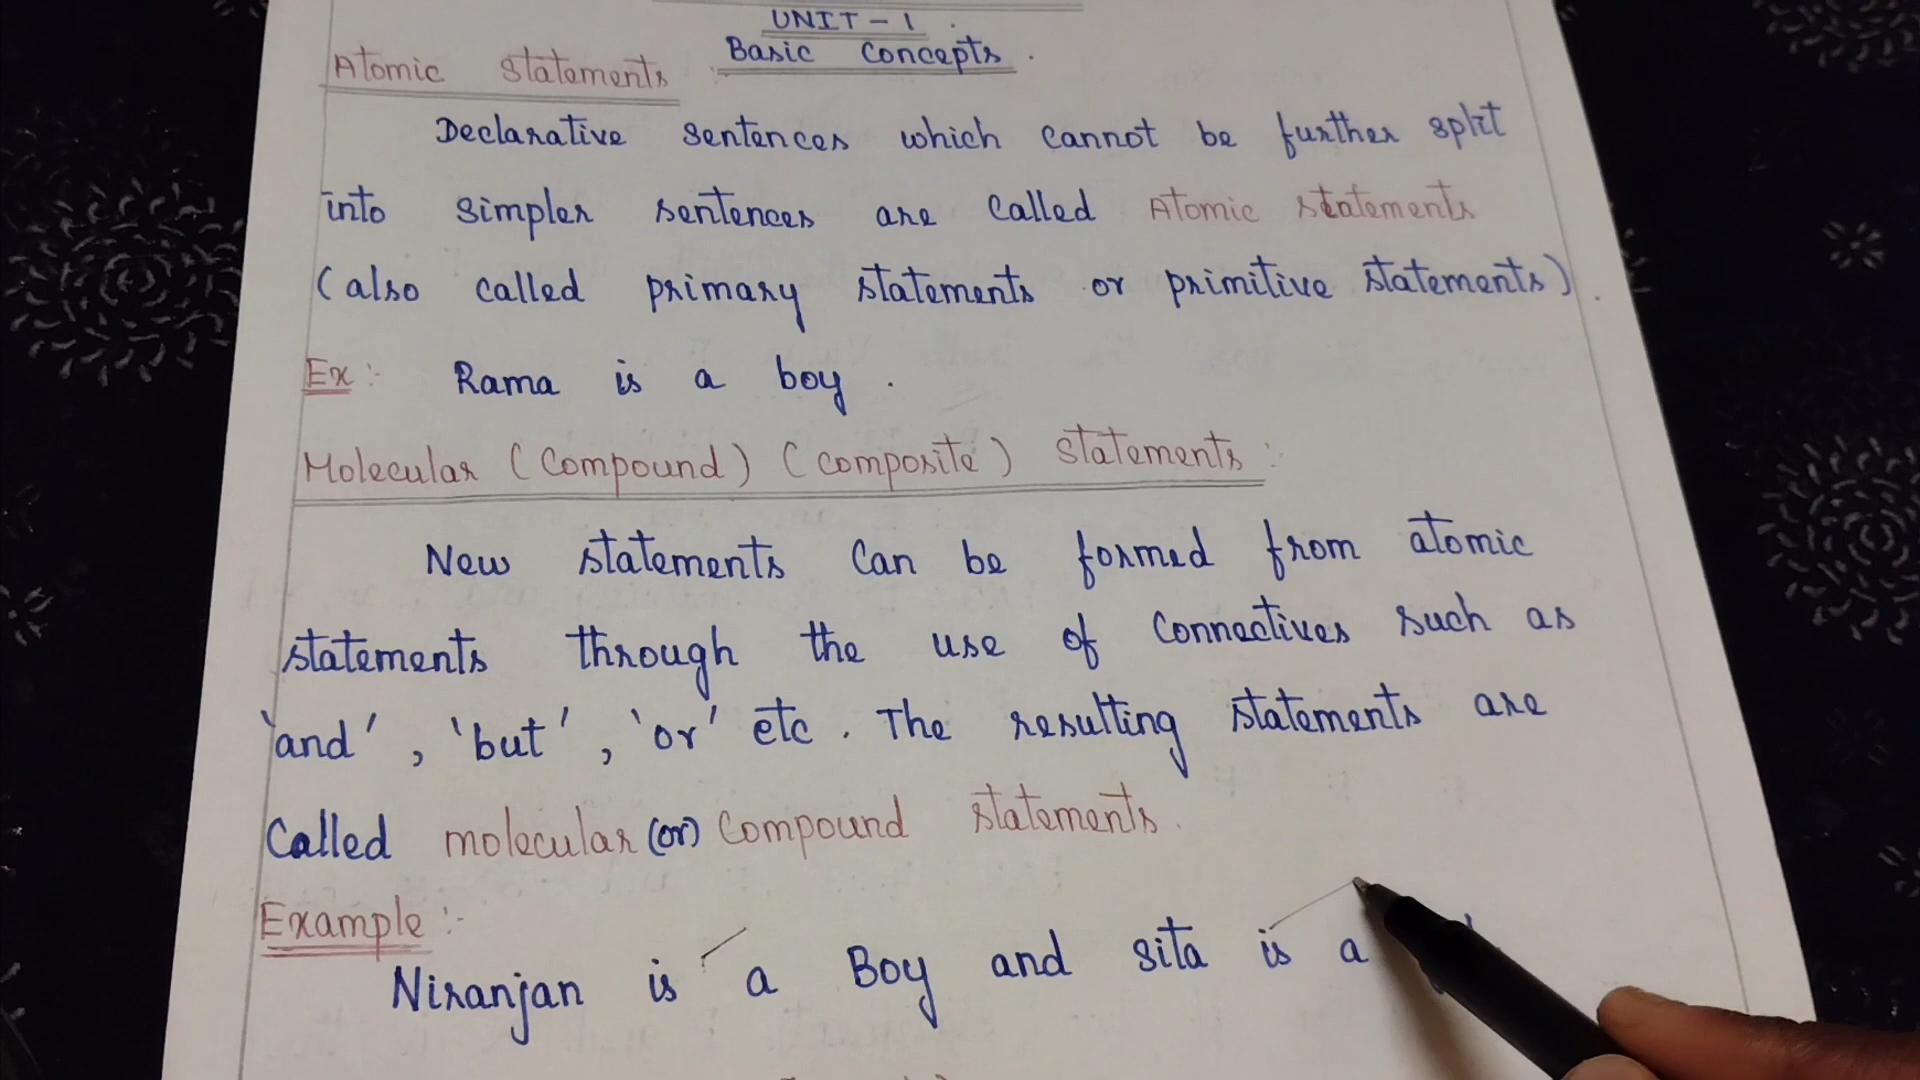 UNIT - 1
Basic Concepts.
Atomic Statements
Declarative sentences which cannot be further split
into simpler sentences are called Atomic statements
(also called primary statements or primitive statements).
Ex:- Rama is a boy.
Molecular (Compound) (composite) Statements:
New statements can be formed from atomic
statements through the use of connectives such as
'and', 'but', 'or' etc. The resulting statements are
called molecular (or) Compound statements.
Example:-
Niranjan is a Boy and sita is a